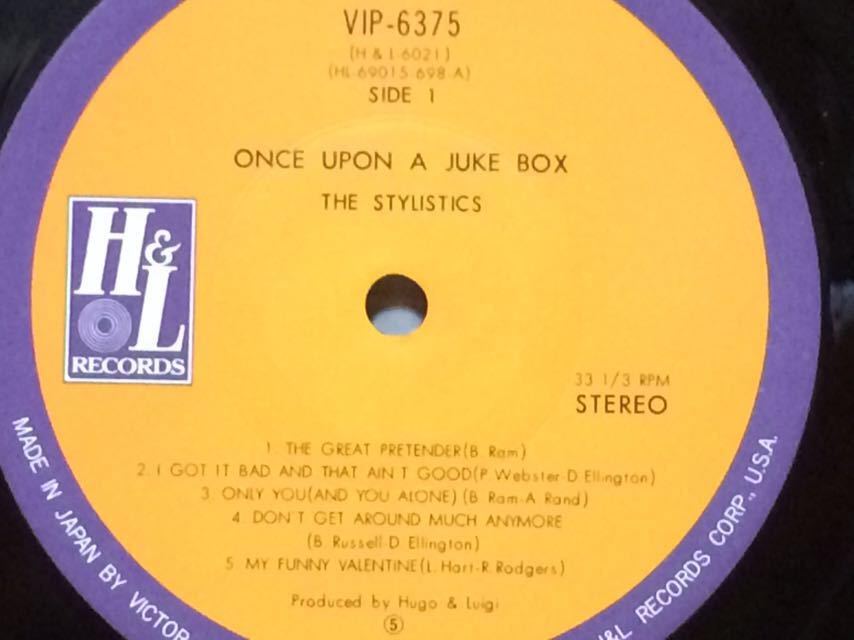 VIP-6375
(H & L-6021)
(HL-69015-698-A)
SIDE 1
ONCE UPON A JUKE BOX
THE STYLISTICS
H&L
RECORDS
33 1/3 RPM
STEREO
1. THE GREAT PRETENDER(B. Ram)
2. I GOT IT BAD AND THAT AIN'T GOOD(P. Webster-D. Ellington)
3. ONLY YOU(AND YOU ALONE) (B. Ram-A. Rand)
4. DON'T GET AROUND MUCH ANYMORE
(B. Russell-D. Ellington)
5. MY FUNNY VALENTINE(L. Hart-R. Rodgers)
Produced by Hugo & Luigi
⑤
MADE IN JAPAN BY VICTOR
H&L RECORDS CORP., U.S.A.